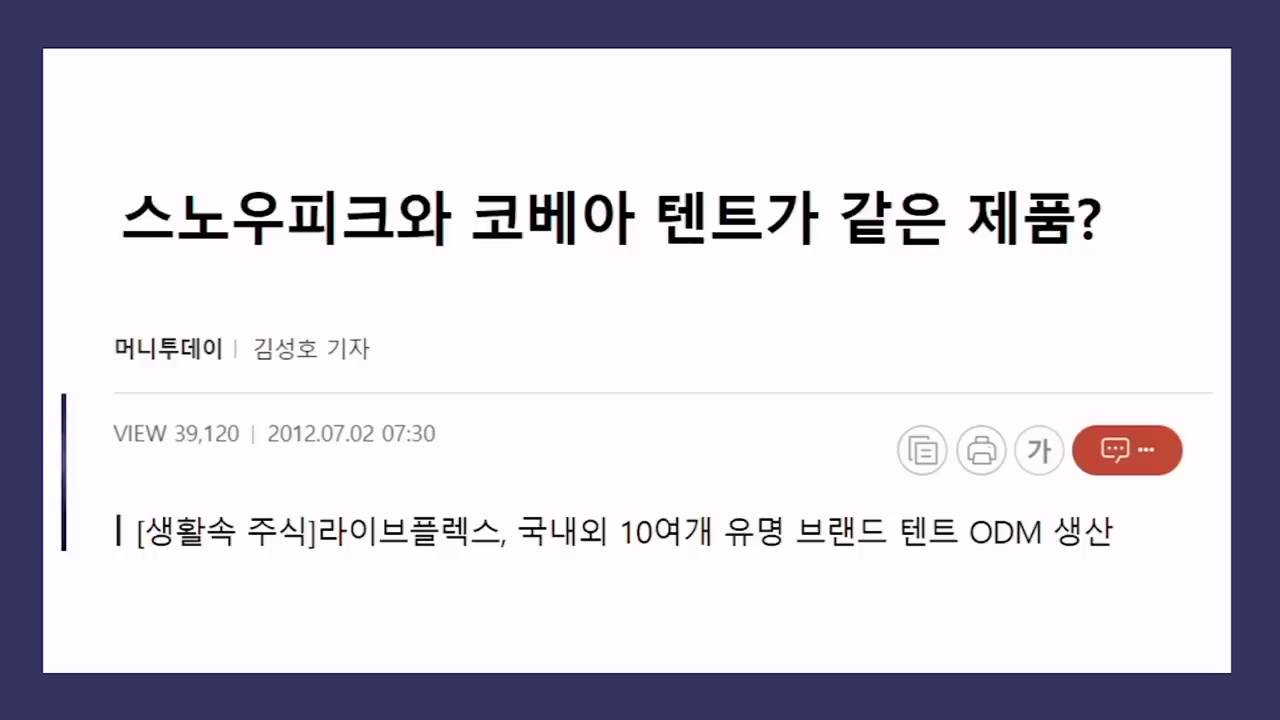 스노우피크와 코베아 텐트가 같은 제품?
머니투데이 | 김성호 기자
VIEW 39,120 | 2012.07.02 07:30
가
[생활속 주식]라이브플렉스, 국내외 10여개 유명 브랜드 텐트 ODM 생산